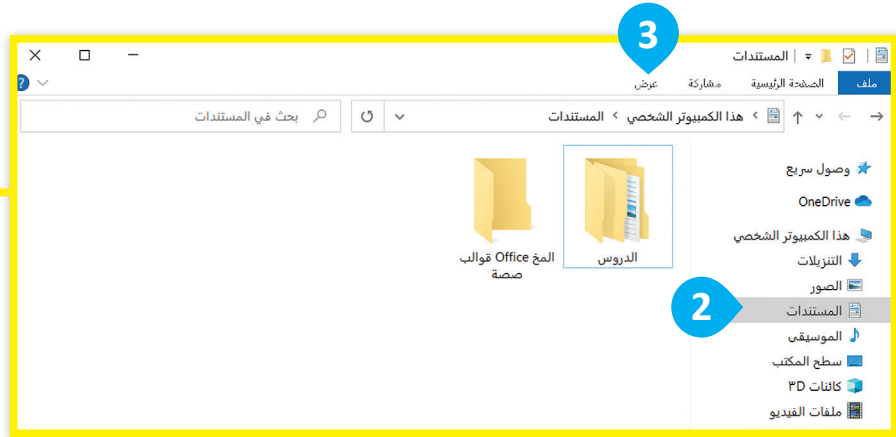 3
المستندات
ملف الصفحة الرئيسية مشاركة عرض
?
هذا الكمبيوتر الشخصي › المستندات
بحث في المستندات
وصول سريع
OneDrive
هذا الكمبيوتر الشخصي
التنزيلات
الصور
2
المستندات
الموسيقى
سطح المكتب
كائنات ٣D
ملفات الفيديو
الدروس
قوالب Office المخ
صصة